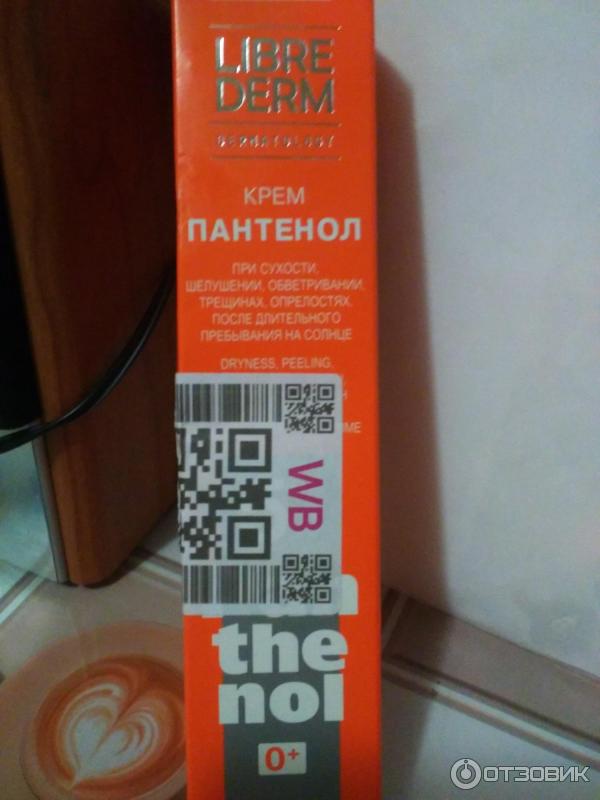 LIBRE
DERM
DERMATOLOGY
КРЕМ
ПАНТЕНОЛ
ПРИ СУХОСТИ,
ШЕЛУШЕНИИ, ОБВЕТРИВАНИИ,
ТРЕЩИНАХ, ОПРЕЛОСТЯХ,
ПОСЛЕ ДЛИТЕЛЬНОГО
ПРЕБЫВАНИЯ НА СОЛНЦЕ
DRYNESS, PEELING,
WB
the
nol
0+
ОТЗОВИК